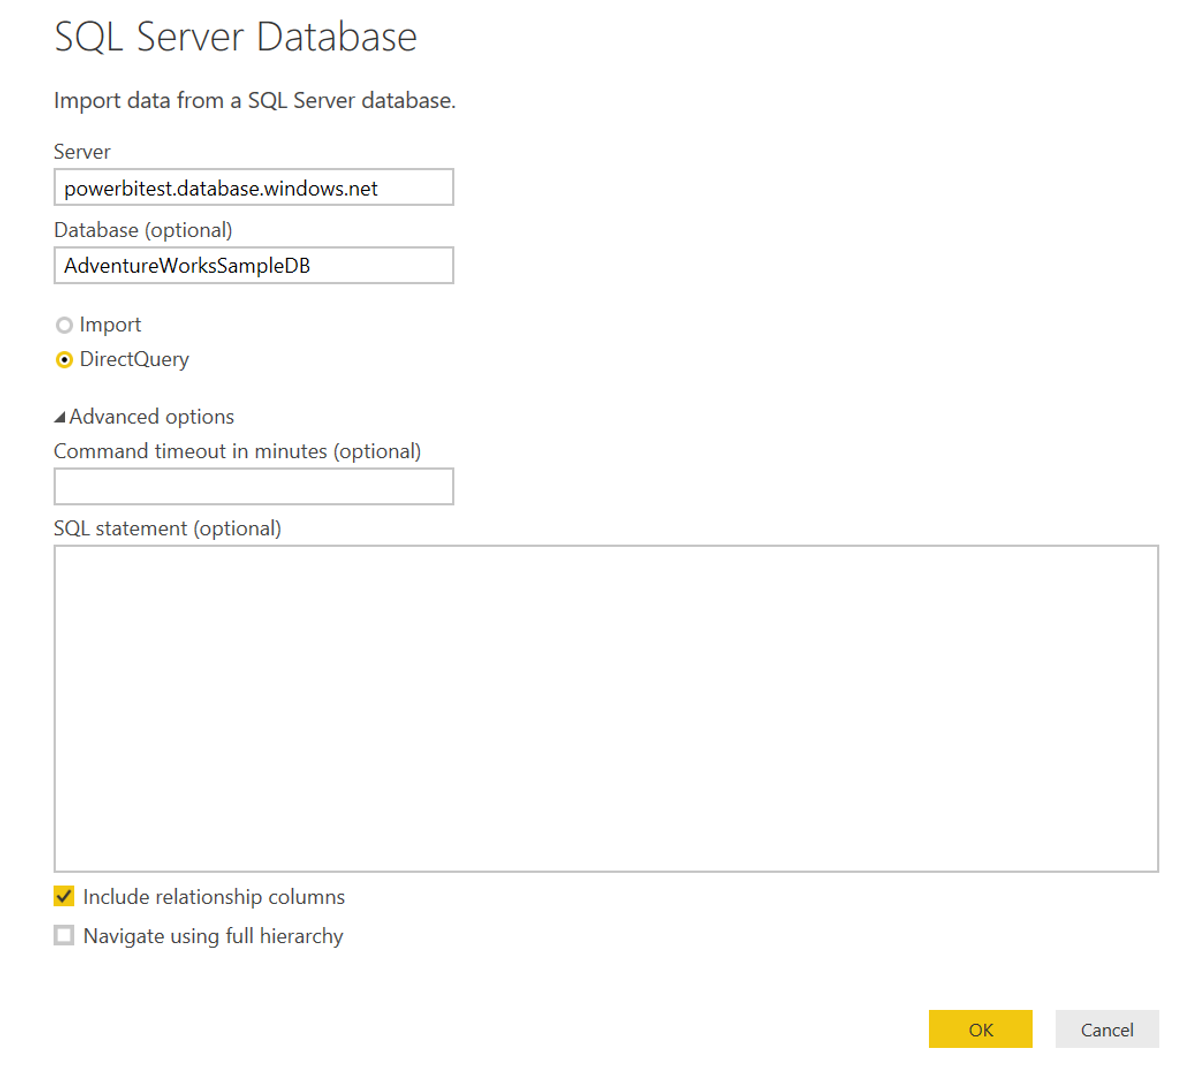 SQL Server Database
Import data from a SQL Server database.
Server
powerbitest.database.windows.net
Database (optional)
AdventureWorksSampleDB
Import
DirectQuery
Advanced options
Command timeout in minutes (optional)
SQL statement (optional)
Include relationship columns
Navigate using full hierarchy
OK Cancel